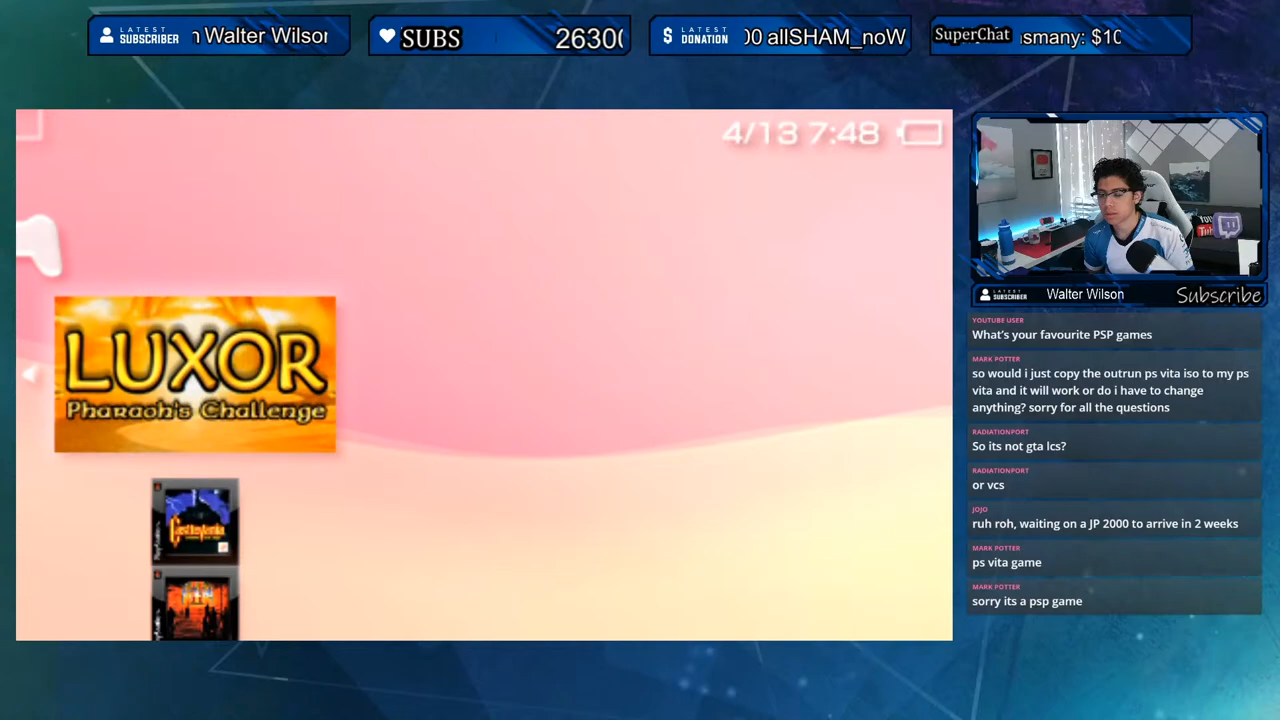 LATEST SUBSCRIBER n Walter Wilson
SUBS 2630
LATEST DONATION 00 allSHAM_noW
SuperChat smany: $10
4/13 7:48
LUXOR
Pharaoh's Challenge
Castlevania
PlayStation
LATEST SUBSCRIBER Walter Wilson Subscribe
YOUTUBE USER
What's your favourite PSP games
MARK POTTER
so would i just copy the outrun ps vita iso to my ps
vita and it will work or do i have to change
anything? sorry for all the questions
RADIATIONPORT
So its not gta lcs?
RADIATIONPORT
or vcs
JOJO
ruh roh, waiting on a JP 2000 to arrive in 2 weeks
MARK POTTER
ps vita game
MARK POTTER
sorry its a psp game